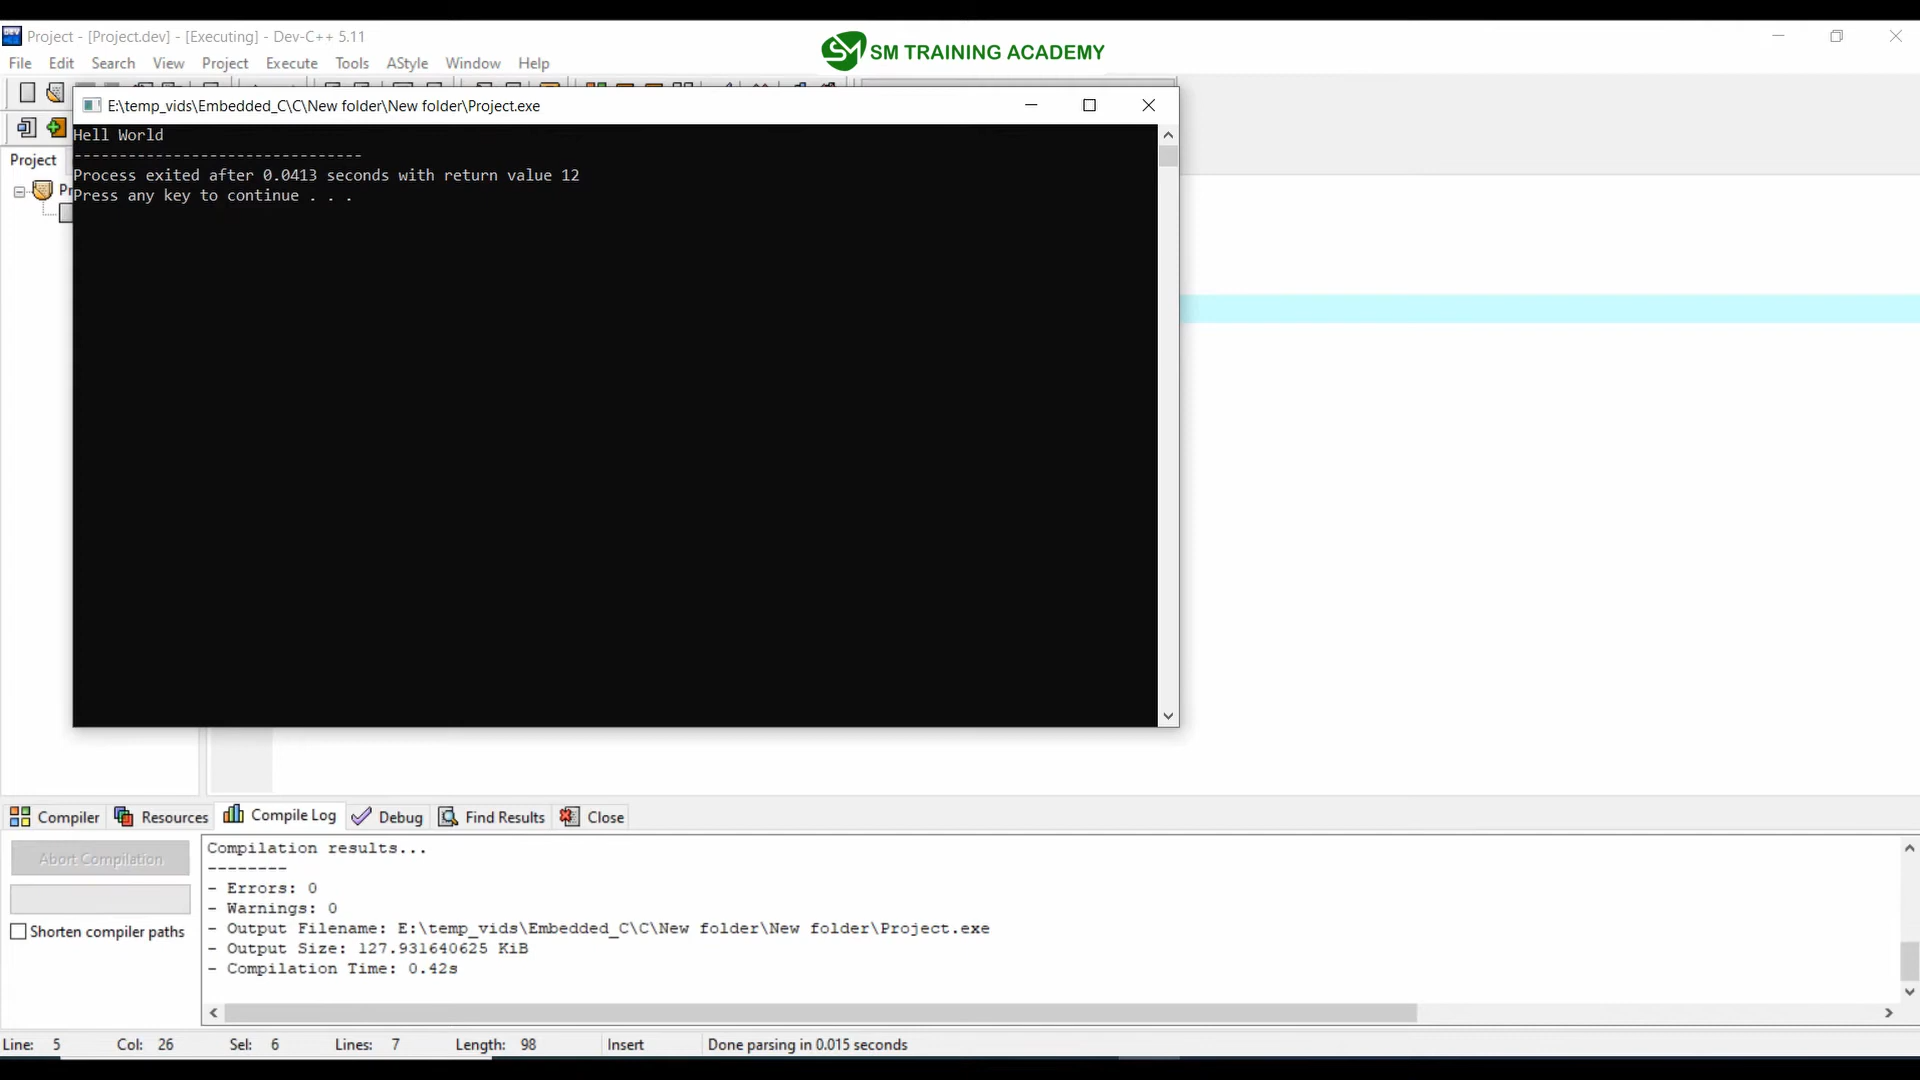 Project - [Project.dev] - [Executing] - Dev-C++ 5.11
SM TRAINING ACADEMY
File Edit Search View Project Execute Tools AStyle Window Help
E:\temp_vids\Embedded_C\C\New folder\New folder\Project.exe
Hell World
--------------------------------
Process exited after 0.0413 seconds with return value 12
Press any key to continue . . .
Project
Compiler Resources Compile Log Debug Find Results Close
Abort Compilation
Shorten compiler paths
Compilation results...
--------
- Errors: 0
- Warnings: 0
- Output Filename: E:\temp_vids\Embedded_C\C\New folder\New folder\Project.exe
- Output Size: 127.931640625 KiB
- Compilation Time: 0.42s
Line: 5 Col: 26 Sel: 6 Lines: 7 Length: 98 Insert Done parsing in 0.015 seconds